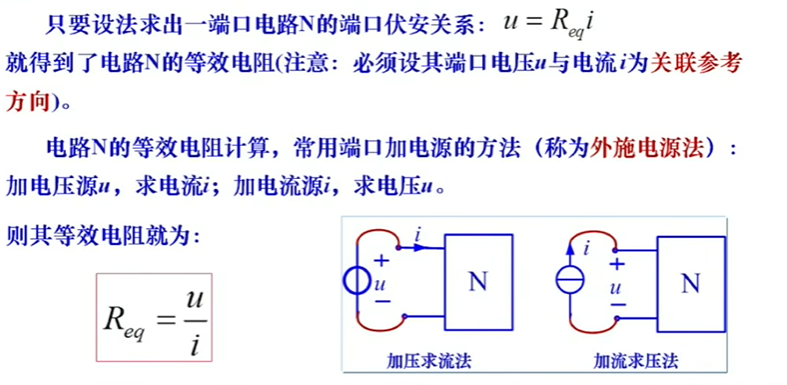 只要设法求出一端口电路N的端口伏安关系：u = R_{eq}i
就得到了电路N的等效电阻(注意：必须设其端口电压u与电流i为关联参考
方向)。
电路N的等效电阻计算，常用端口加电源的方法（称为外施电源法）：
加电压源u，求电流i；加电流源i，求电压u。
则其等效电阻就为：
R_{eq} = \frac{u}{i}
i
+
u
−
N
加压求流法
i
+
u
−
N
加流求压法